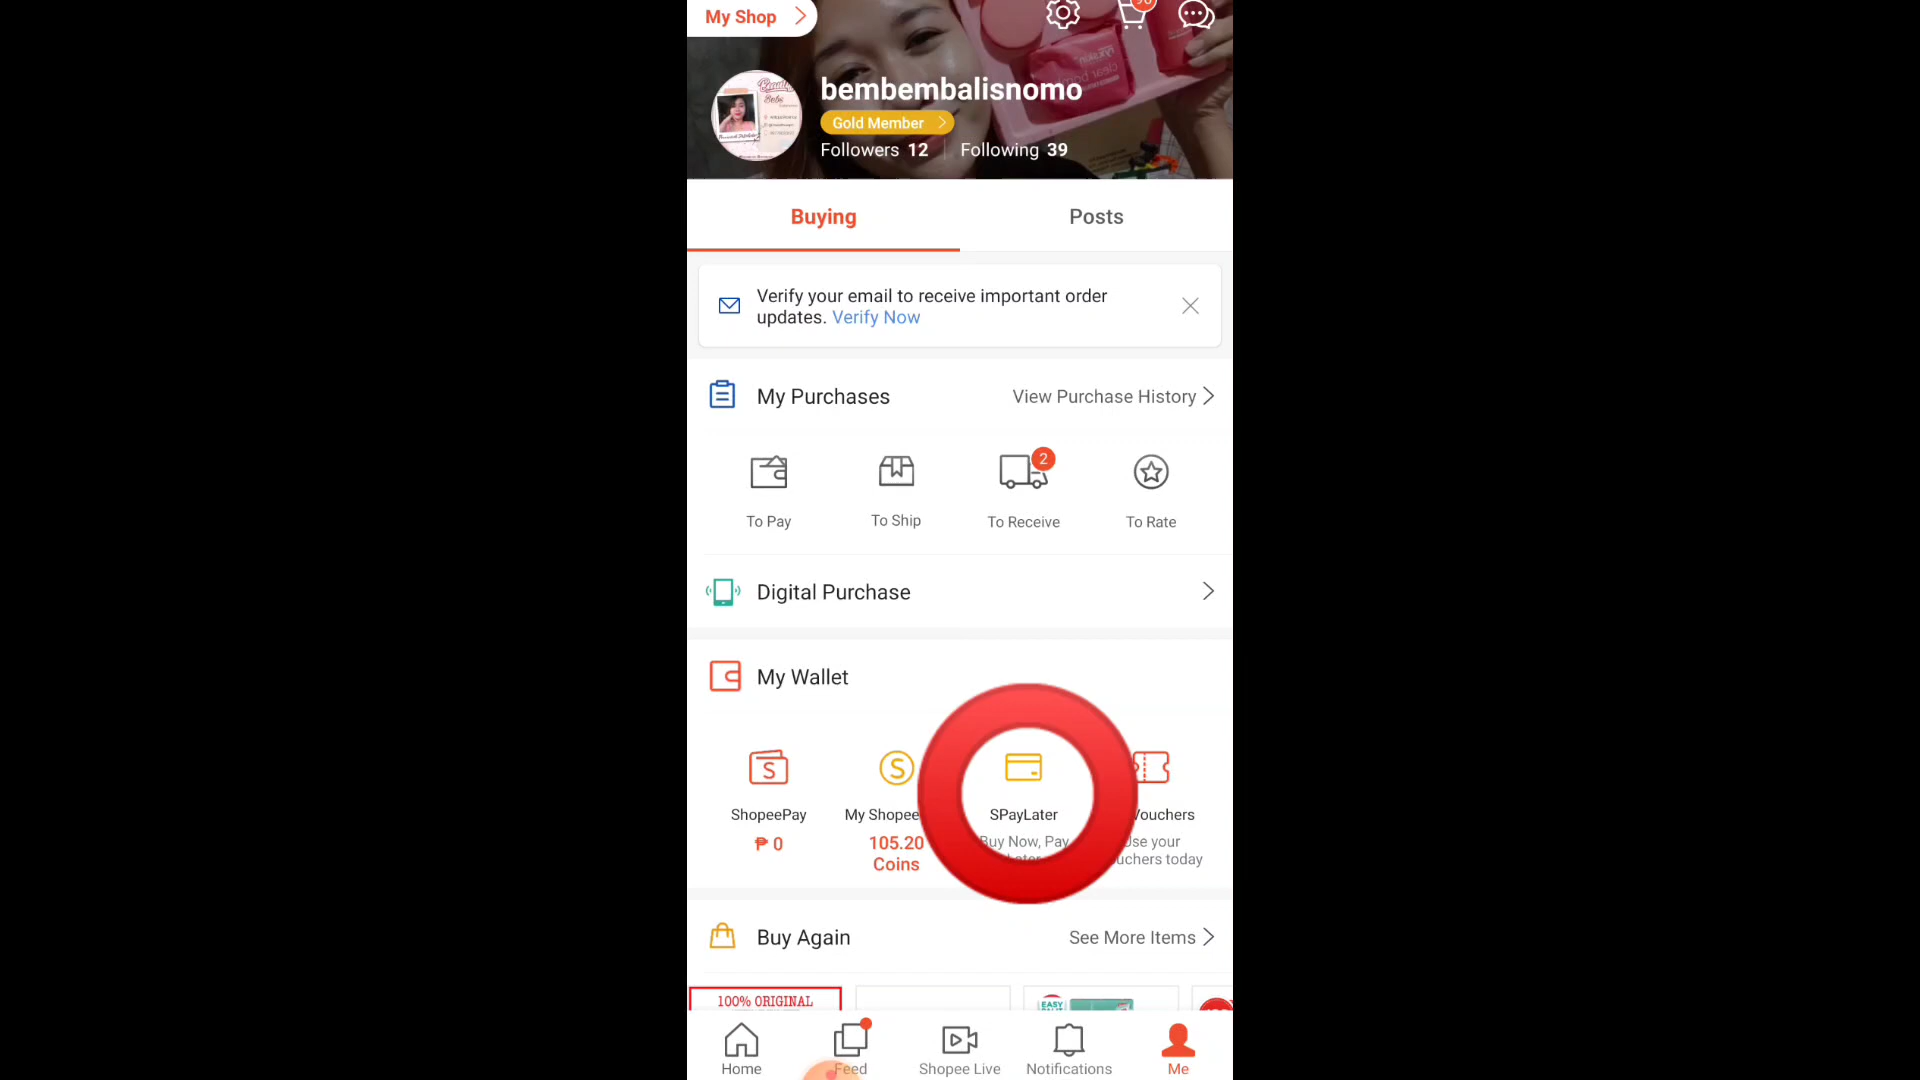 My Shop
bembembalisnomo
Gold Member
Followers 12 Following 39
Buying Posts
Verify your email to receive important order
updates. Verify Now
My Purchases View Purchase History
2
To Pay To Ship To Receive To Rate
Digital Purchase
My Wallet
ShopeePay My Shopee SPayLater Vouchers
₱ 0 105.20 Buy Now, Pay Use your
Coins Later vouchers today
Buy Again See More Items
100% ORIGINAL
EASY
Home Feed Shopee Live Notifications Me